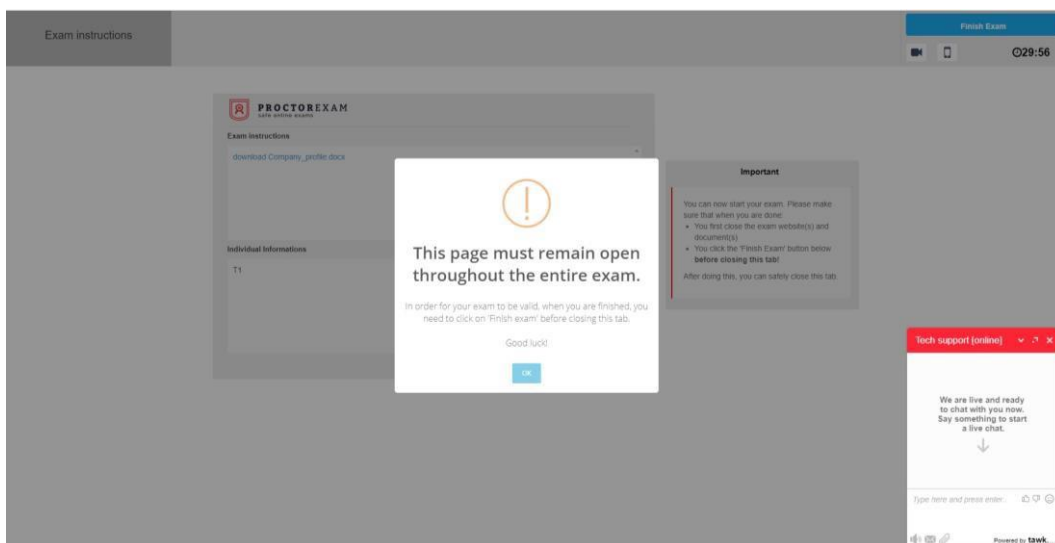 Exam instructions
Finish Exam
29:56
PROCTOREXAM
safe online exams
Exam instructions
download Company_profile.docx
Individual Informations
T1
This page must remain open
throughout the entire exam.
In order for your exam to be valid, when you are finished, you
need to click on 'Finish exam' before closing this tab.
Good luck!
OK
Important
You can now start your exam. Please make
sure that when you are done:
You first close the exam website(s) and
document(s)
You click the 'Finish Exam' button below
before closing this tab!
After doing this, you can safely close this tab.
Tech support [online]
We are live and ready
to chat with you now.
Say something to start
a live chat.
Type here and press enter.
Powered by tawk